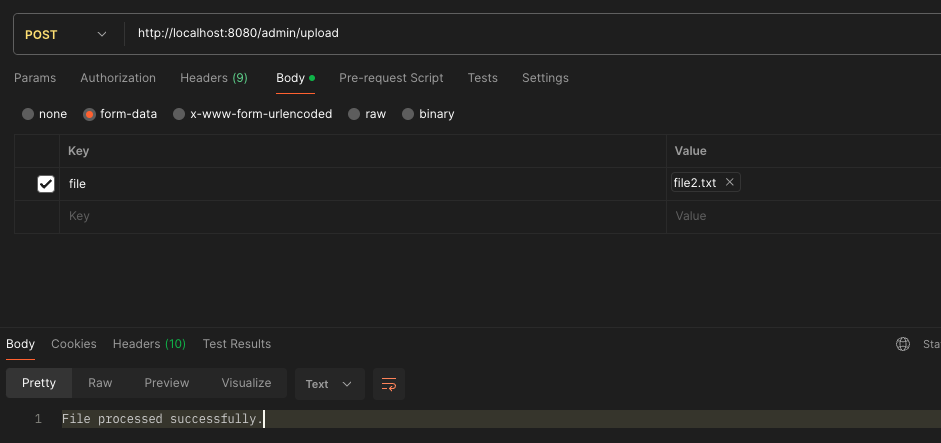 POST http://localhost:8080/admin/upload
Params Authorization Headers (9) Body Pre-request Script Tests Settings
none form-data x-www-form-urlencoded raw binary
Key Value
file file2.txt
Key Value
Body Cookies Headers (10) Test Results Sta
Pretty Raw Preview Visualize Text
1 File processed successfully.